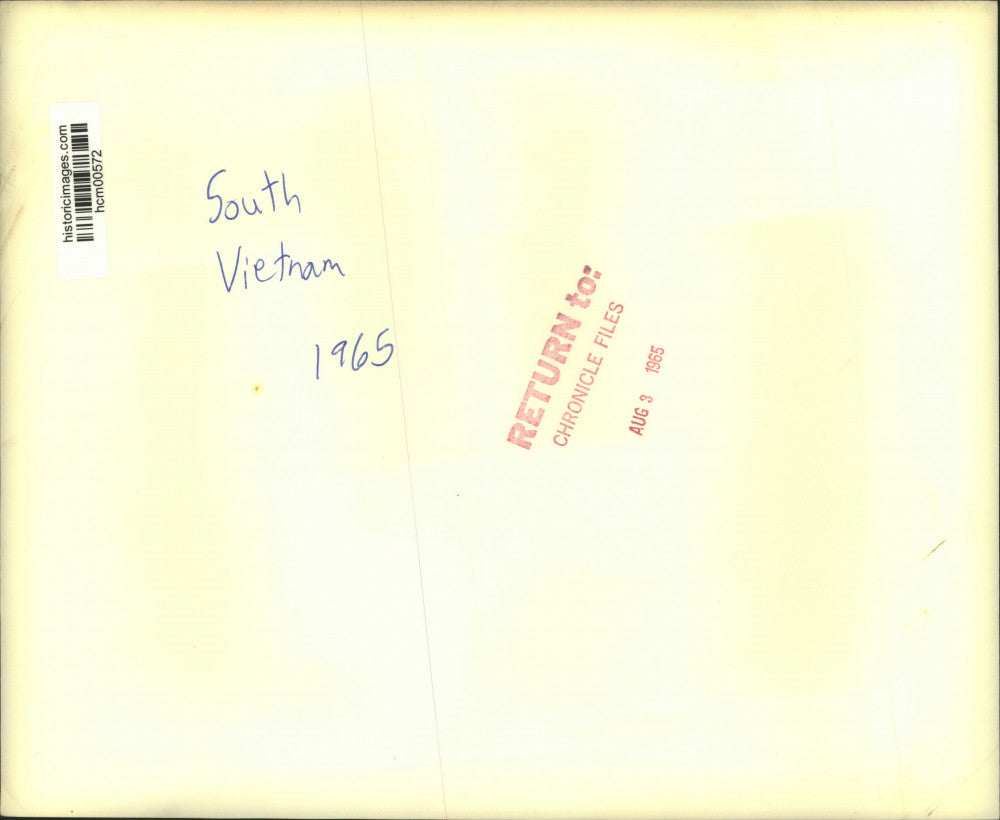 historicimages.com
hcm00572
South
Vietnam
1965
RETURN to:
CHRONICLE FILES
AUG 3 1965